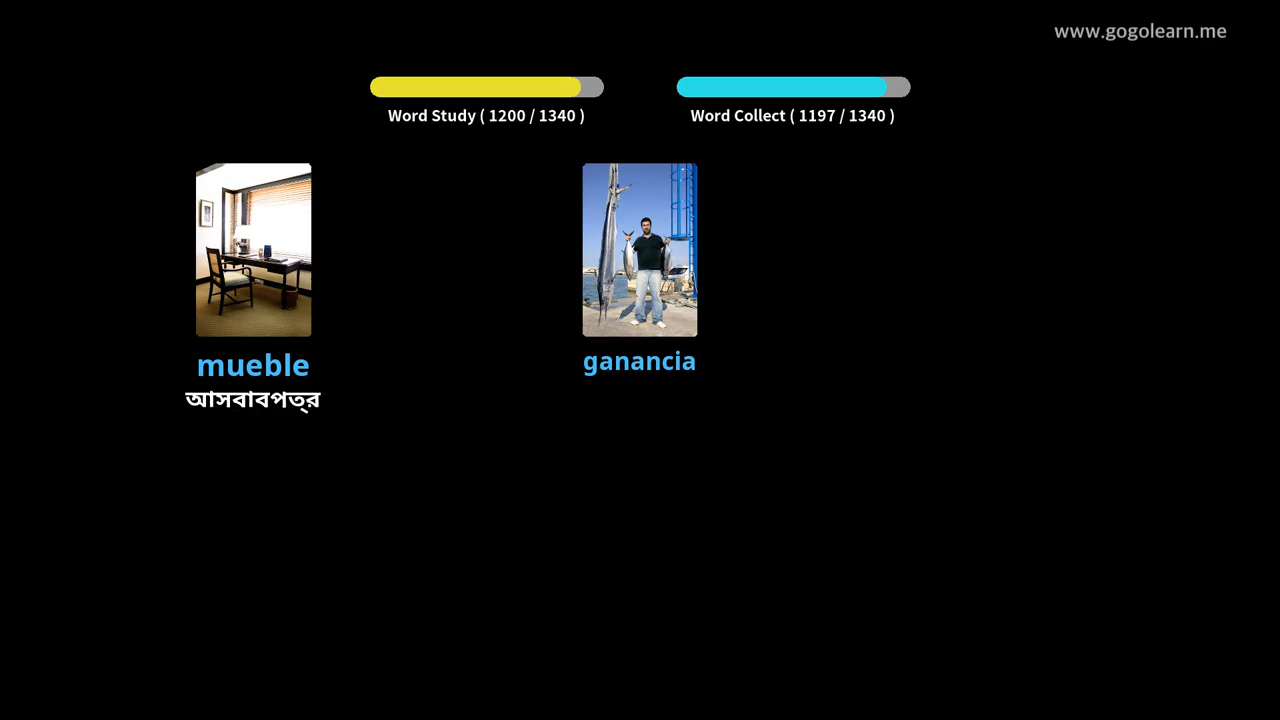 www.gogolearn.me
Word Study ( 1200 / 1340 )
Word Collect ( 1197 / 1340 )
mueble
আসবাবপত্র
ganancia